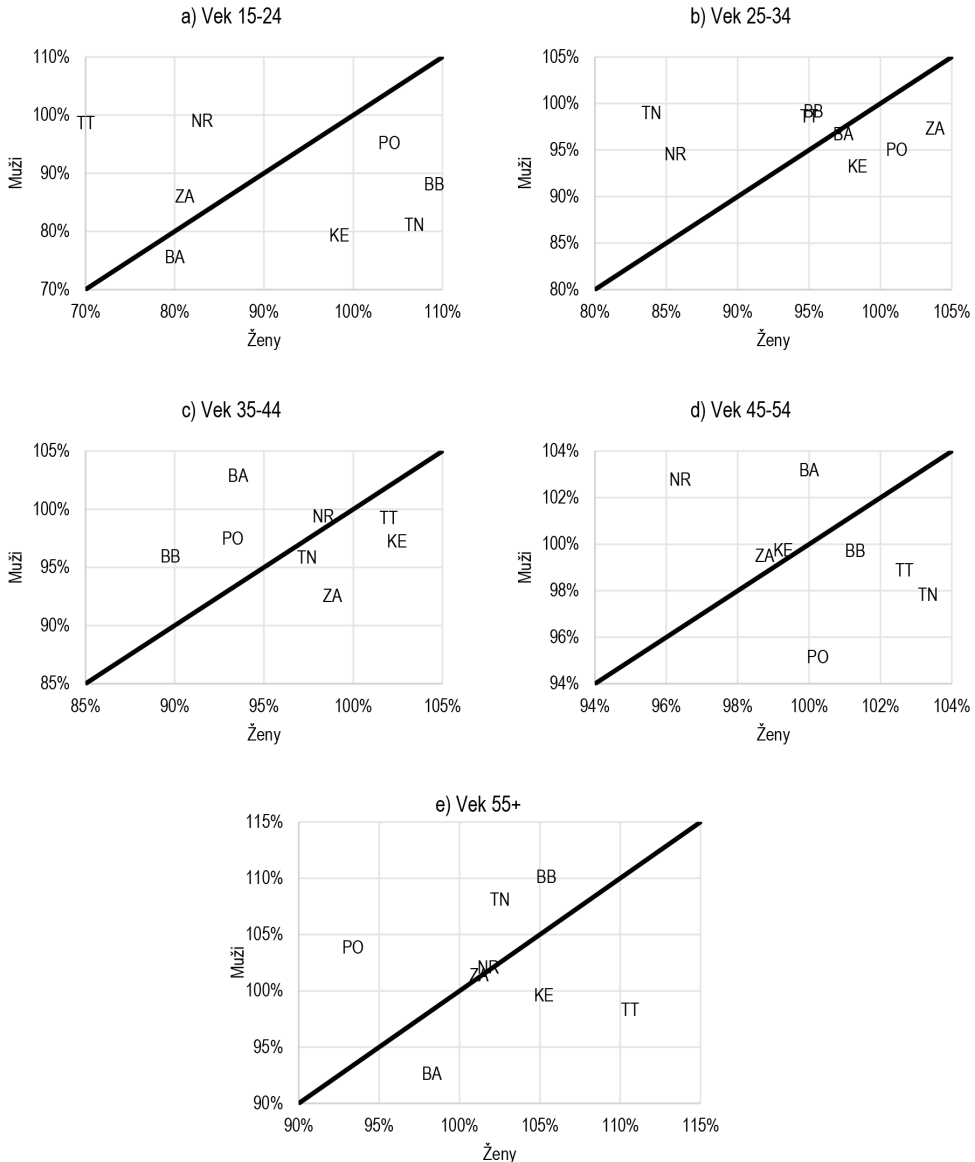 a) Vek 15-24
110%
100%
90%
80%
70%
70% 80% 90% 100% 110%
Muži
Ženy
TT
NR
PO
BB
ZA
TN
KE
BA
b) Vek 25-34
105%
100%
95%
90%
85%
80%
80% 85% 90% 95% 100% 105%
Muži
Ženy
TN
BB
TT
BA
ZA
NR
PO
KE
c) Vek 35-44
105%
100%
95%
90%
85%
85% 90% 95% 100% 105%
Muži
Ženy
BA
NR
TT
PO
KE
BB
TN
ZA
d) Vek 45-54
104%
102%
100%
98%
96%
94%
94% 96% 98% 100% 102% 104%
Muži
Ženy
NR
BA
ZA
KE
BB
TT
TN
PO
e) Vek 55+
115%
110%
105%
100%
95%
90%
90% 95% 100% 105% 110% 115%
Muži
Ženy
BB
TN
PO
NR
ZA
KE
TT
BA